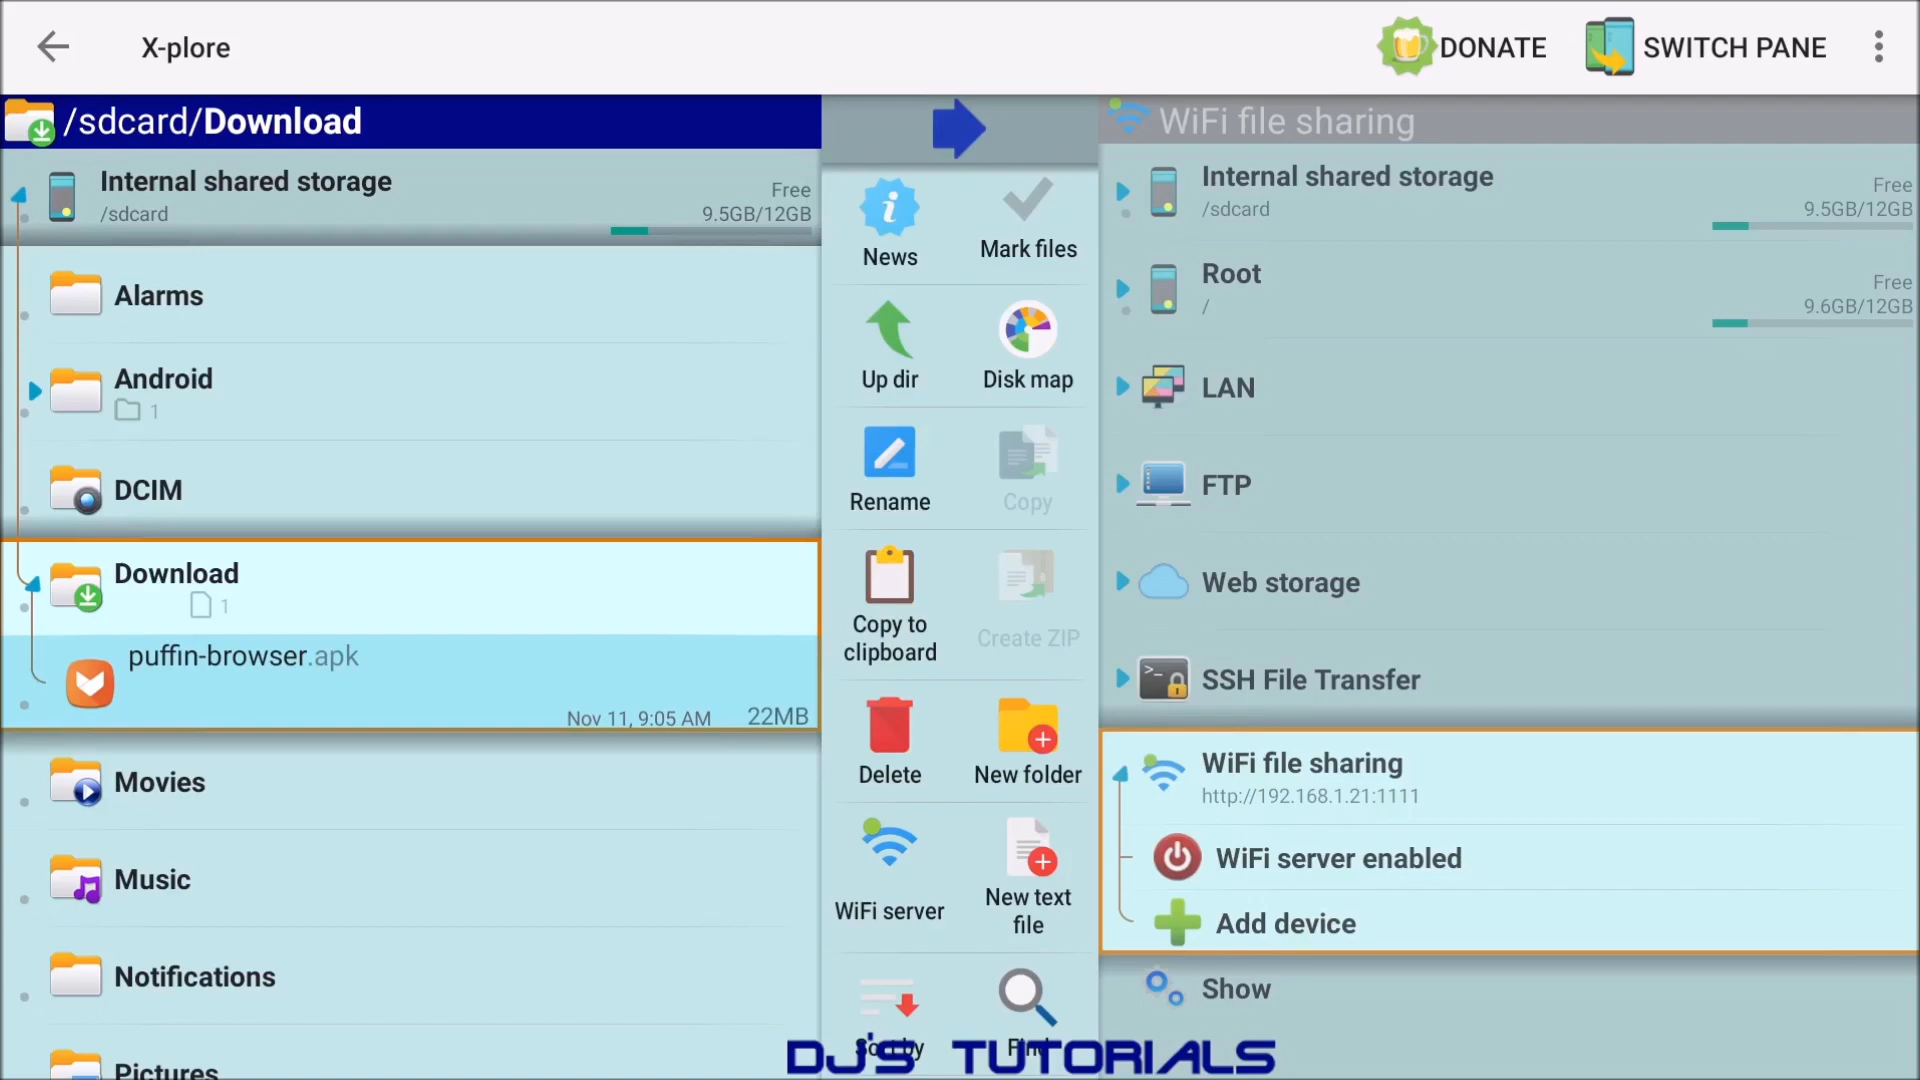 X-plore
DONATE
SWITCH PANE
/sdcard/Download
Internal shared storage
/sdcard
Free
9.5GB/12GB
Alarms
Android
1
DCIM
Download
1
puffin-browser.apk
Nov 11, 9:05 AM 22MB
Movies
Music
Notifications
Pictures
News
Mark files
Up dir
Disk map
Rename
Copy
Copy to
clipboard
Create ZIP
Delete
New folder
WiFi server
New text
file
Sort by
Find
DJ'S TUTORIALS
WiFi file sharing
Internal shared storage
/sdcard
Free
9.5GB/12GB
Root
/
Free
9.6GB/12GB
LAN
FTP
Web storage
SSH File Transfer
WiFi file sharing
http://192.168.1.21:1111
WiFi server enabled
Add device
Show